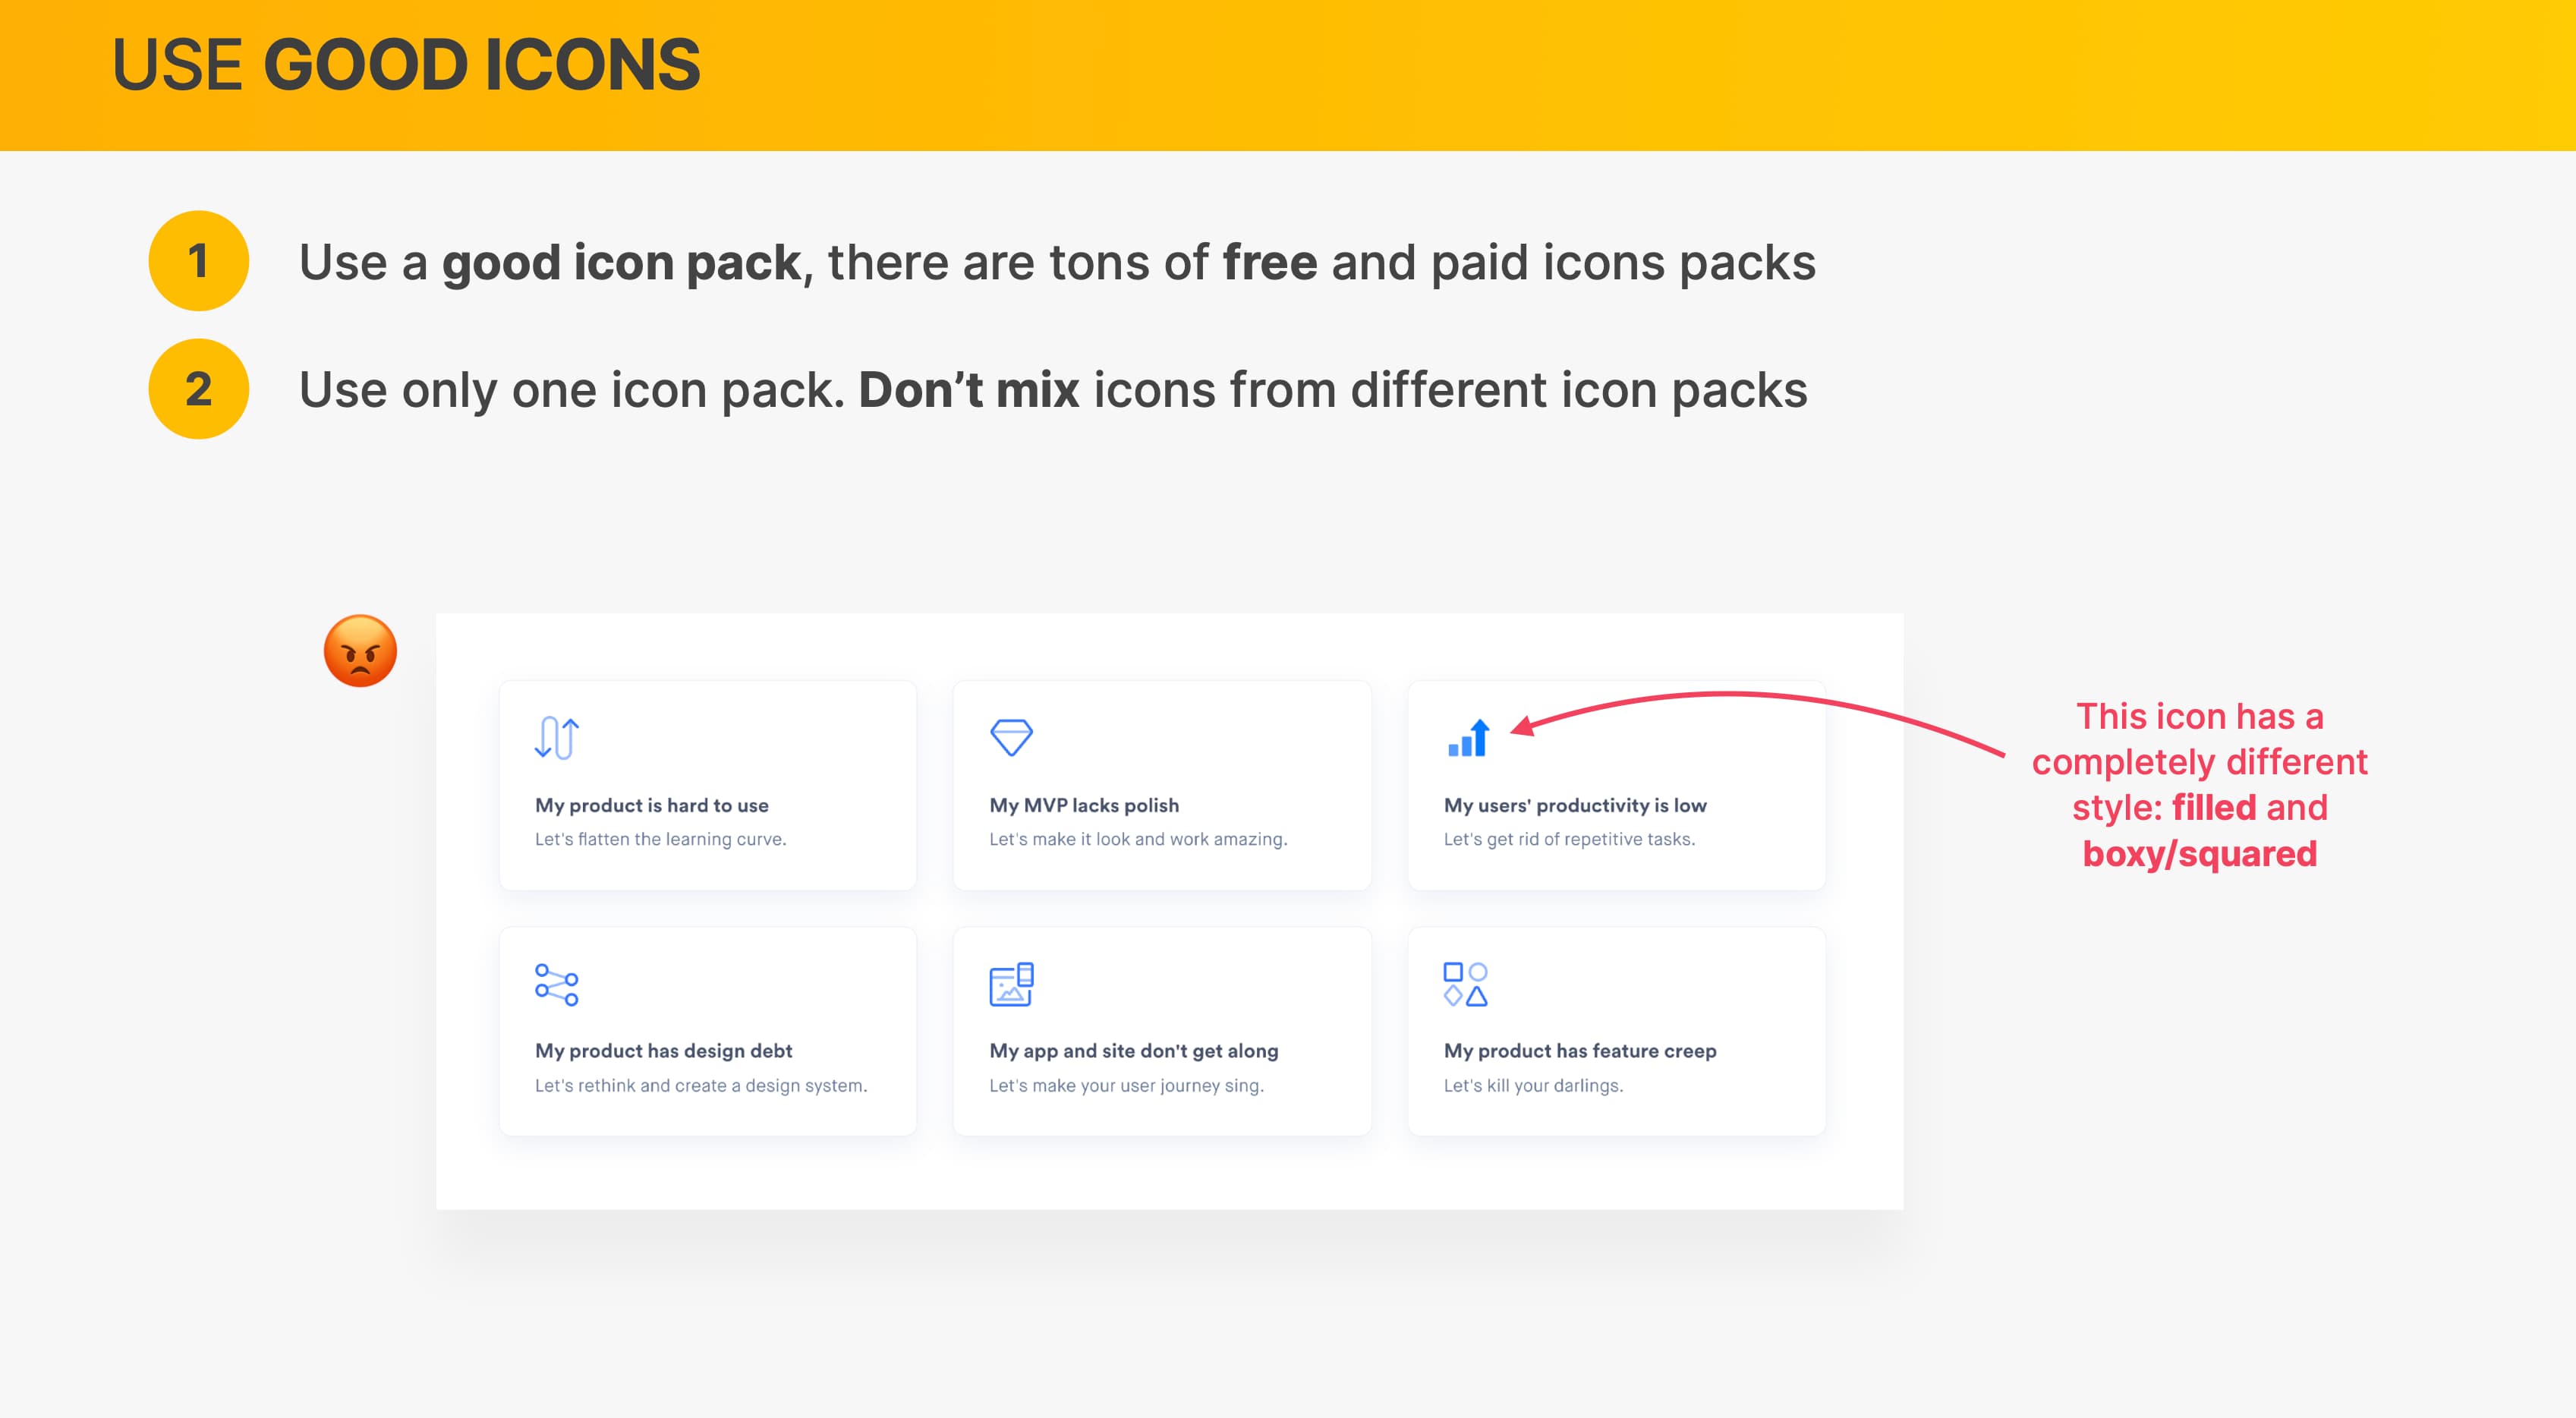 USE GOOD ICONS
1
Use a good icon pack, there are tons of free and paid icons packs
2
Use only one icon pack. Don’t mix icons from different icon packs
My product is hard to use
Let's flatten the learning curve.
My MVP lacks polish
Let's make it look and work amazing.
My users' productivity is low
Let's get rid of repetitive tasks.
This icon has a
completely different
style: filled and
boxy/squared
My product has design debt
Let's rethink and create a design system.
My app and site don't get along
Let's make your user journey sing.
My product has feature creep
Let's kill your darlings.